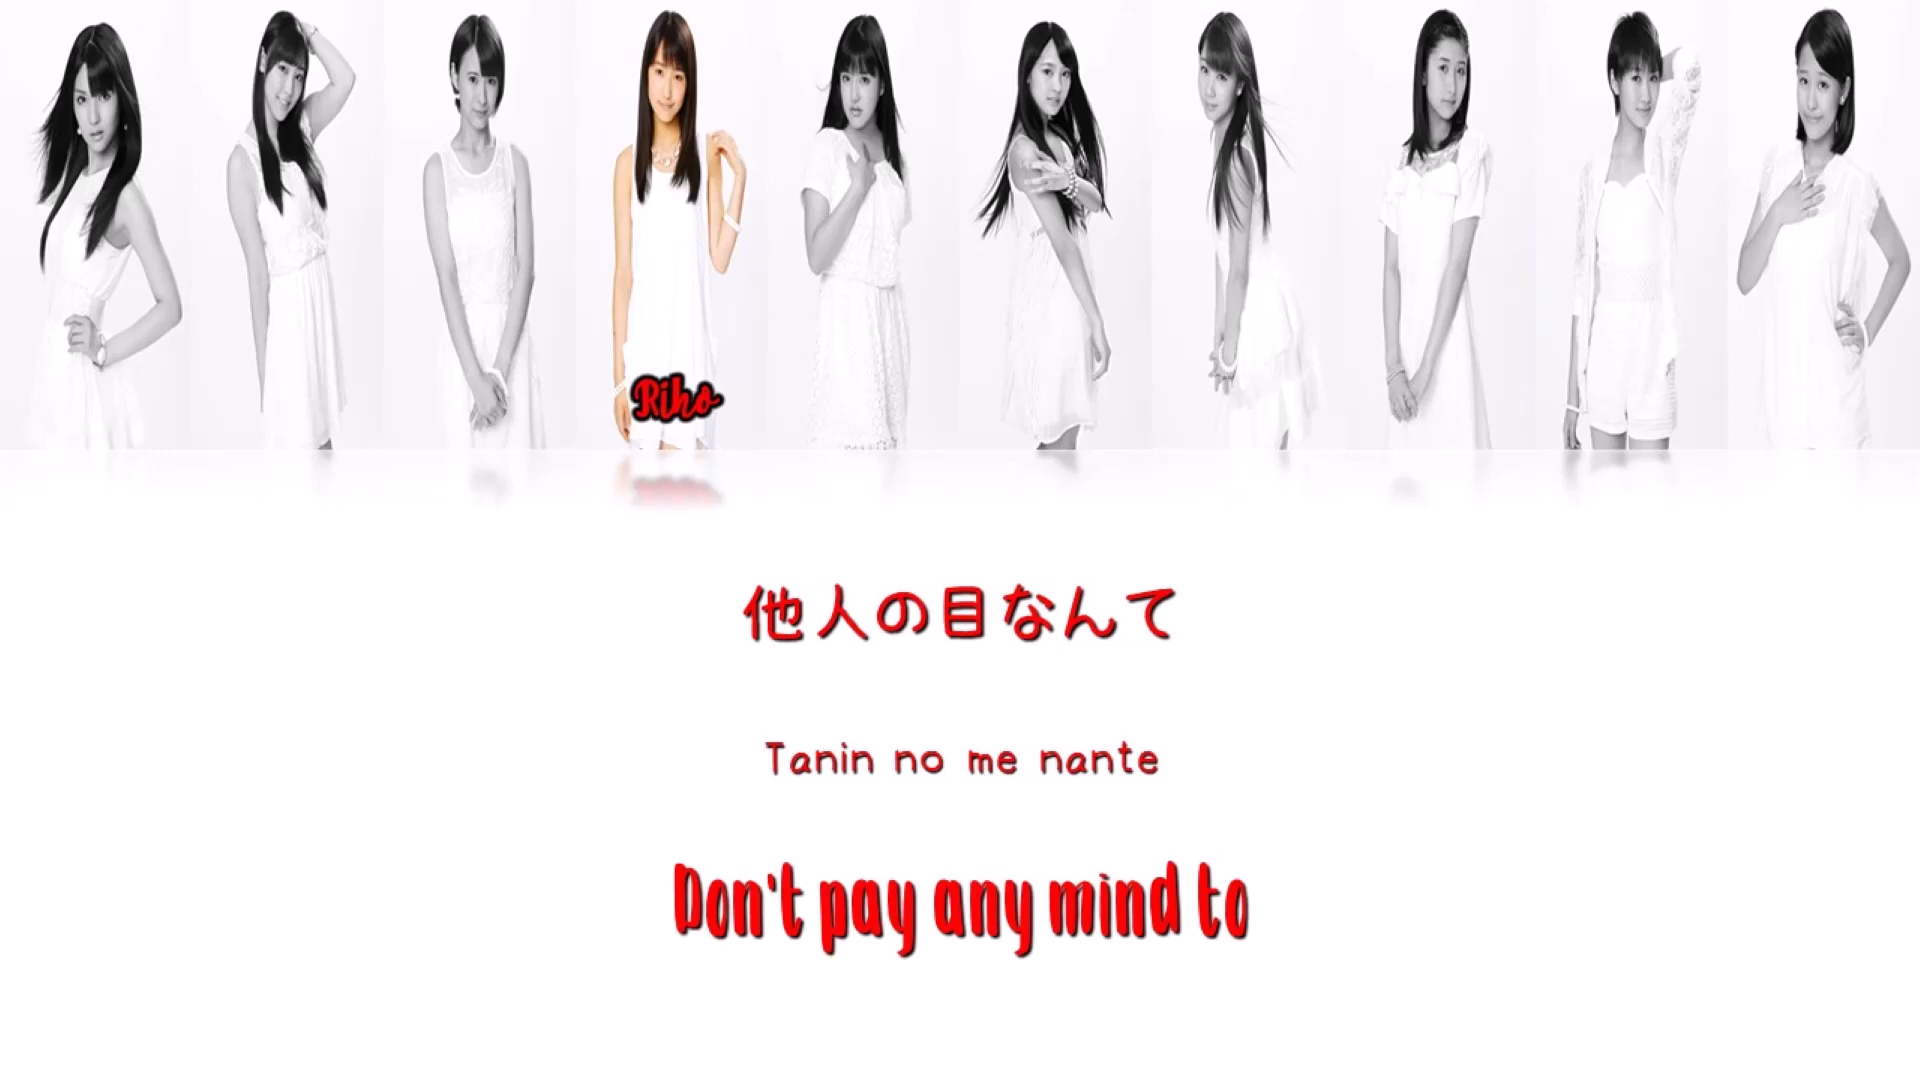 Riho
他人の目なんて
Tanin no me nante
Don't pay any mind to